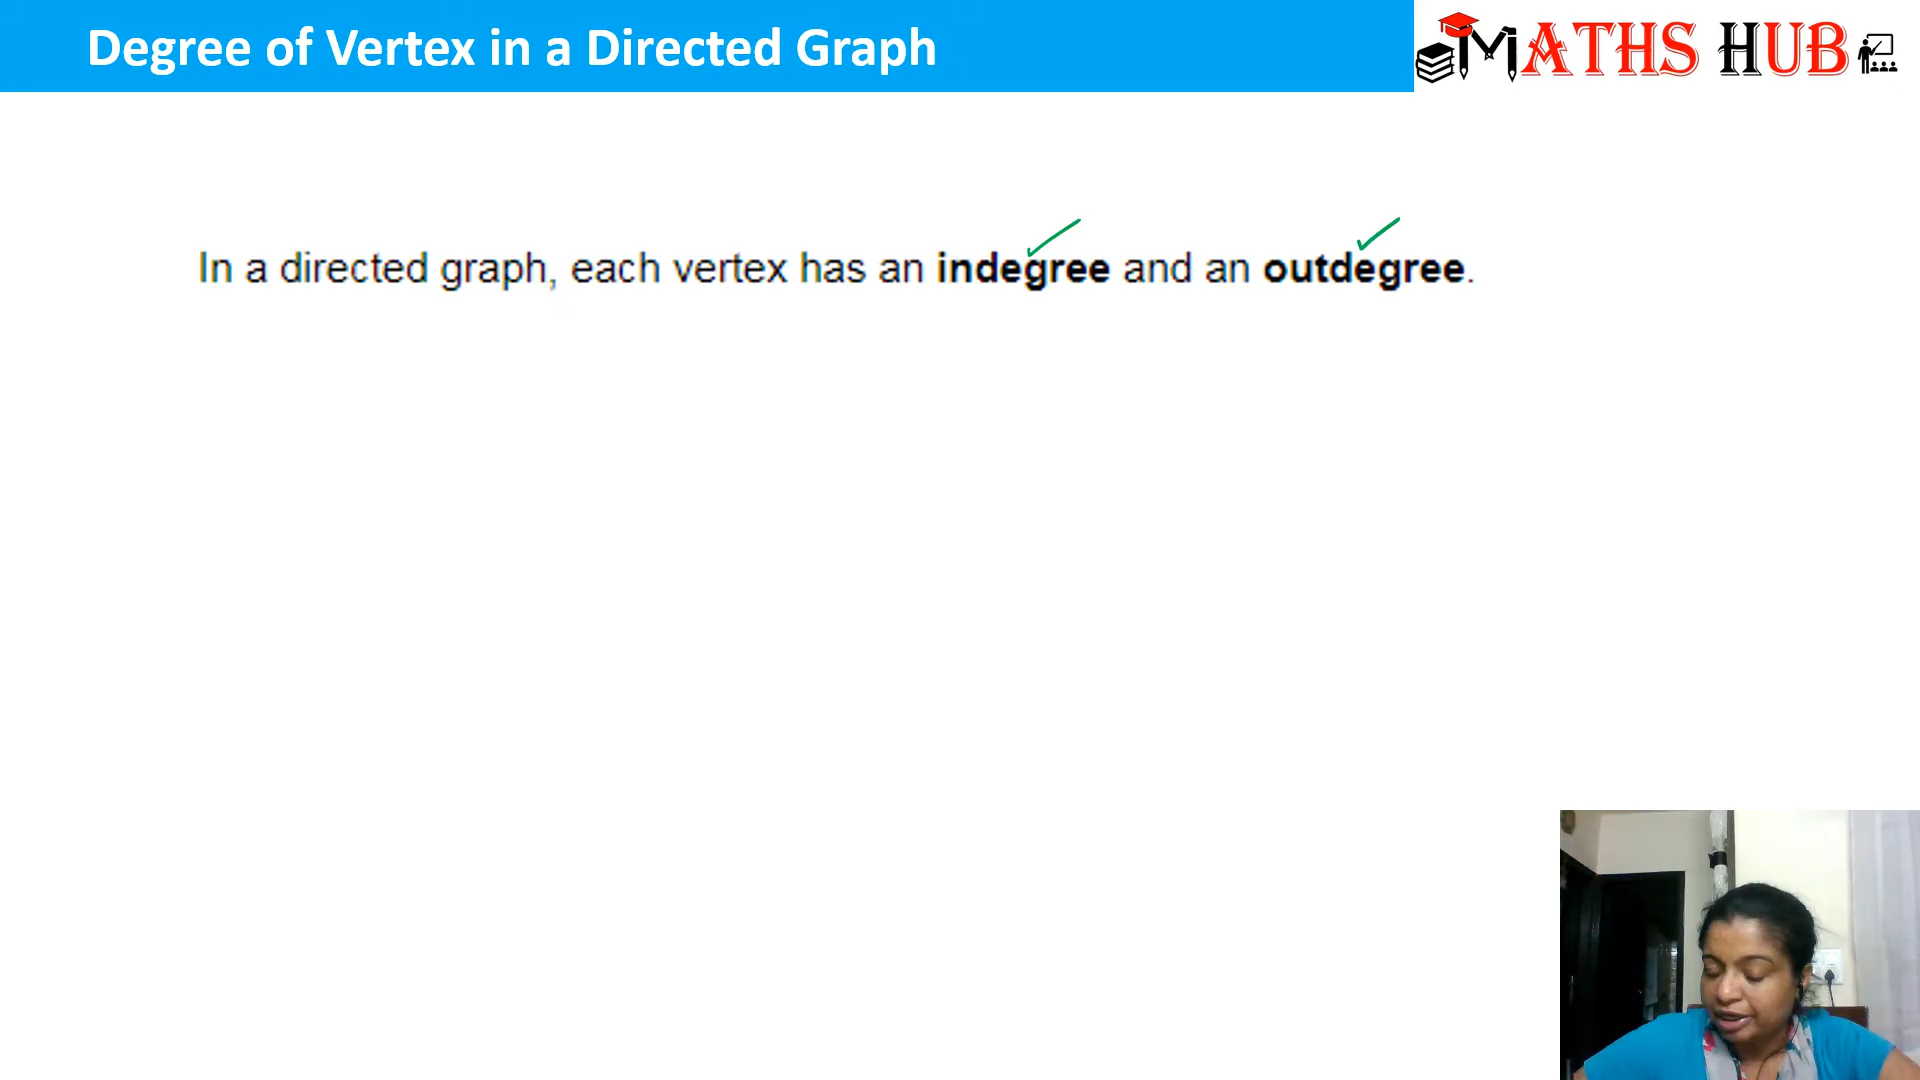 Degree of Vertex in a Directed Graph
MATHS HUB
In a directed graph, each vertex has an indegree and an outdegree.